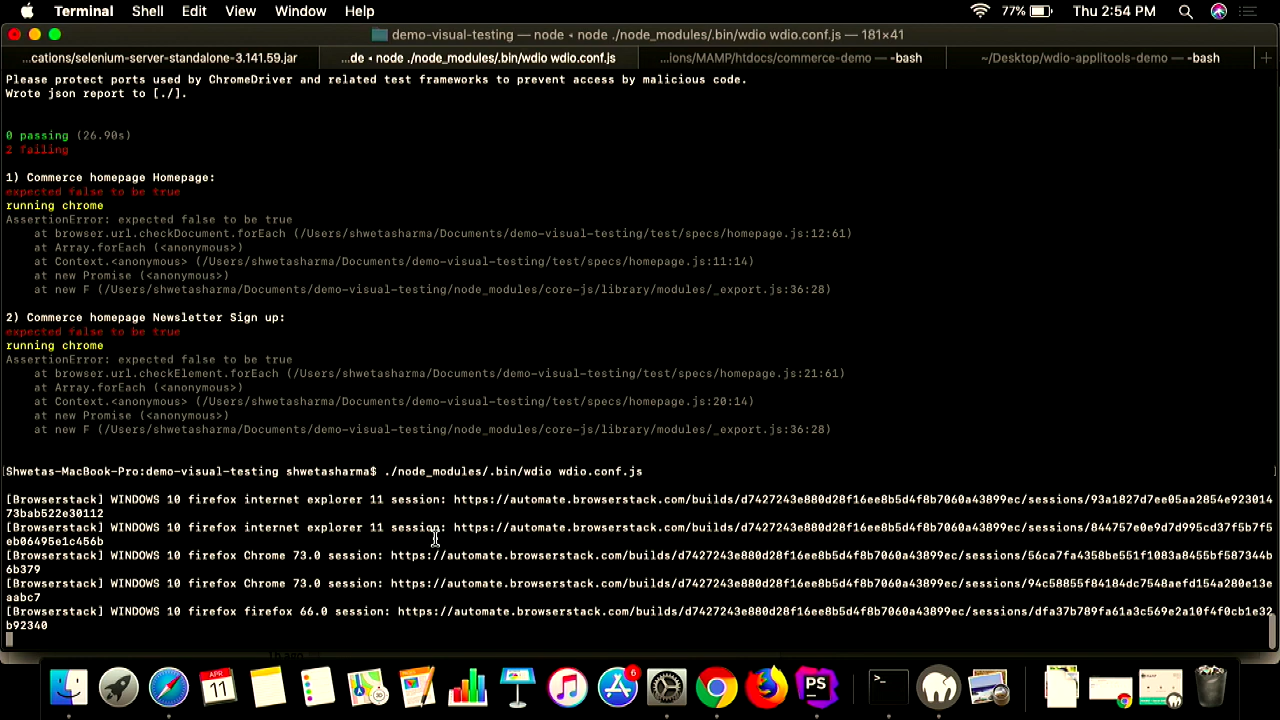 Terminal Shell Edit View Window Help 77% Thu 2:54 PM
demo-visual-testing — node ◂ node ./node_modules/.bin/wdio wdio.conf.js — 181×41
...cations/selenium-server-standalone-3.141.59.jar ...de ◂ node ./node_modules/.bin/wdio wdio.conf.js ...ions/MAMP/htdocs/commerce-demo — -bash ~/Desktop/wdio-applitools-demo — -bash +
Please protect ports used by ChromeDriver and related test frameworks to prevent access by malicious code.
Wrote json report to [./].
0 passing (26.90s)
2 failing
1) Commerce homepage Homepage:
expected false to be true
running chrome
AssertionError: expected false to be true
at browser.url.checkDocument.forEach (/Users/shwetasharma/Documents/demo-visual-testing/test/specs/homepage.js:12:61)
at Array.forEach (<anonymous>)
at Context.<anonymous> (/Users/shwetasharma/Documents/demo-visual-testing/test/specs/homepage.js:11:14)
at new Promise (<anonymous>)
at new F (/Users/shwetasharma/Documents/demo-visual-testing/node_modules/core-js/library/modules/_export.js:36:28)
2) Commerce homepage Newsletter Sign up:
expected false to be true
running chrome
AssertionError: expected false to be true
at browser.url.checkElement.forEach (/Users/shwetasharma/Documents/demo-visual-testing/test/specs/homepage.js:21:61)
at Array.forEach (<anonymous>)
at Context.<anonymous> (/Users/shwetasharma/Documents/demo-visual-testing/test/specs/homepage.js:20:14)
at new Promise (<anonymous>)
at new F (/Users/shwetasharma/Documents/demo-visual-testing/node_modules/core-js/library/modules/_export.js:36:28)
[Shwetas-MacBook-Pro:demo-visual-testing shwetasharma$ ./node_modules/.bin/wdio wdio.conf.js ]
[Browserstack] WINDOWS 10 firefox internet explorer 11 session: https://automate.browserstack.com/builds/d7427243e880d28f16ee8b5d4f8b7060a43899ec/sessions/93a1827d7ee05aa2854e923014
73bab522e30112
[Browserstack] WINDOWS 10 firefox internet explorer 11 session: https://automate.browserstack.com/builds/d7427243e880d28f16ee8b5d4f8b7060a43899ec/sessions/844757e0e9d7d995cd37f5b7f5
eb06495e1c456b
[Browserstack] WINDOWS 10 firefox Chrome 73.0 session: https://automate.browserstack.com/builds/d7427243e880d28f16ee8b5d4f8b7060a43899ec/sessions/56ca7fa4358be551f1083a8455bf587344b
6b379
[Browserstack] WINDOWS 10 firefox Chrome 73.0 session: https://automate.browserstack.com/builds/d7427243e880d28f16ee8b5d4f8b7060a43899ec/sessions/94c58855f84184dc7548aefd154a280e13e
aabc7
[Browserstack] WINDOWS 10 firefox firefox 66.0 session: https://automate.browserstack.com/builds/d7427243e880d28f16ee8b5d4f8b7060a43899ec/sessions/dfa37b789fa61a3c569e2a10f4f0cb1e32
b92340
APR
11
6
PS
>_